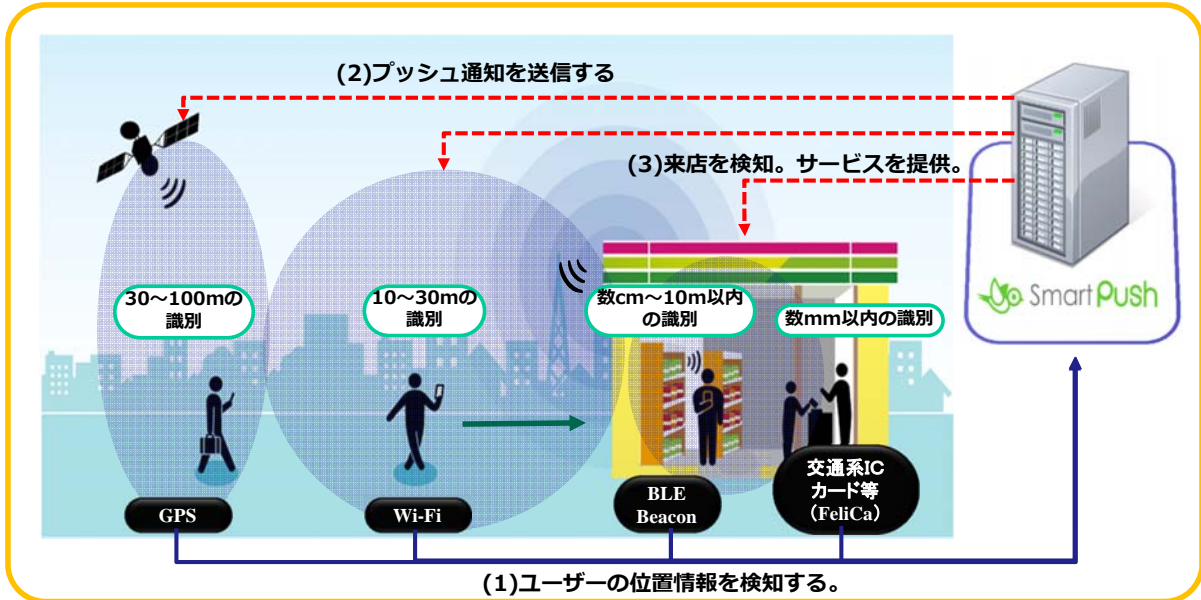 (2)プッシュ通知を送信する
(3)来店を検知。サービスを提供。
30～100mの
識別
10～30mの
識別
数cm～10m以内
の識別
数mm以内の識別
Smart Push
GPS
Wi-Fi
BLE
Beacon
交通系IC
カード等
（FeliCa）
(1)ユーザーの位置情報を検知する。